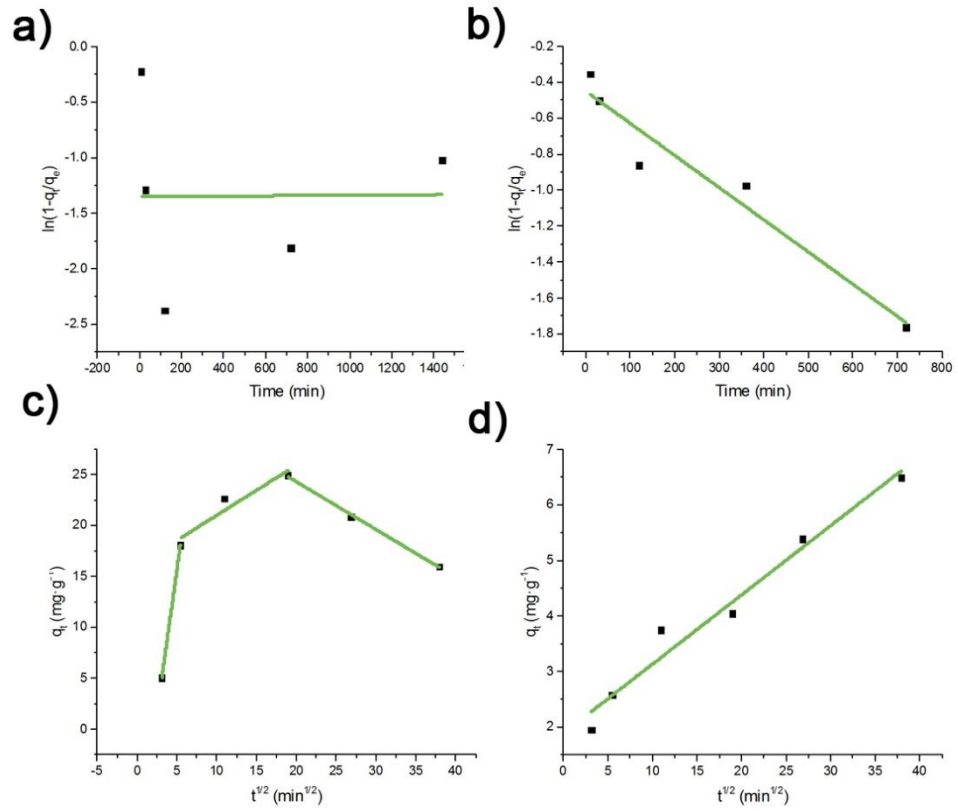 a)
0.0
-0.5
-1.0
-1.5
-2.0
-2.5
ln(1-qt/qe)
-200 0 200 400 600 800 1000 1200 1400
Time (min)
b)
-0.2
-0.4
-0.6
-0.8
-1.0
-1.2
-1.4
-1.6
-1.8
ln(1-qt/qe)
0 100 200 300 400 500 600 700 800
Time (min)
c)
25
20
15
10
5
0
qt (mg·g-1)
-5 0 5 10 15 20 25 30 35 40
t1/2 (min1/2)
d)
7
6
5
4
3
2
qt (mg·g-1)
0 5 10 15 20 25 30 35 40
t1/2 (min1/2)